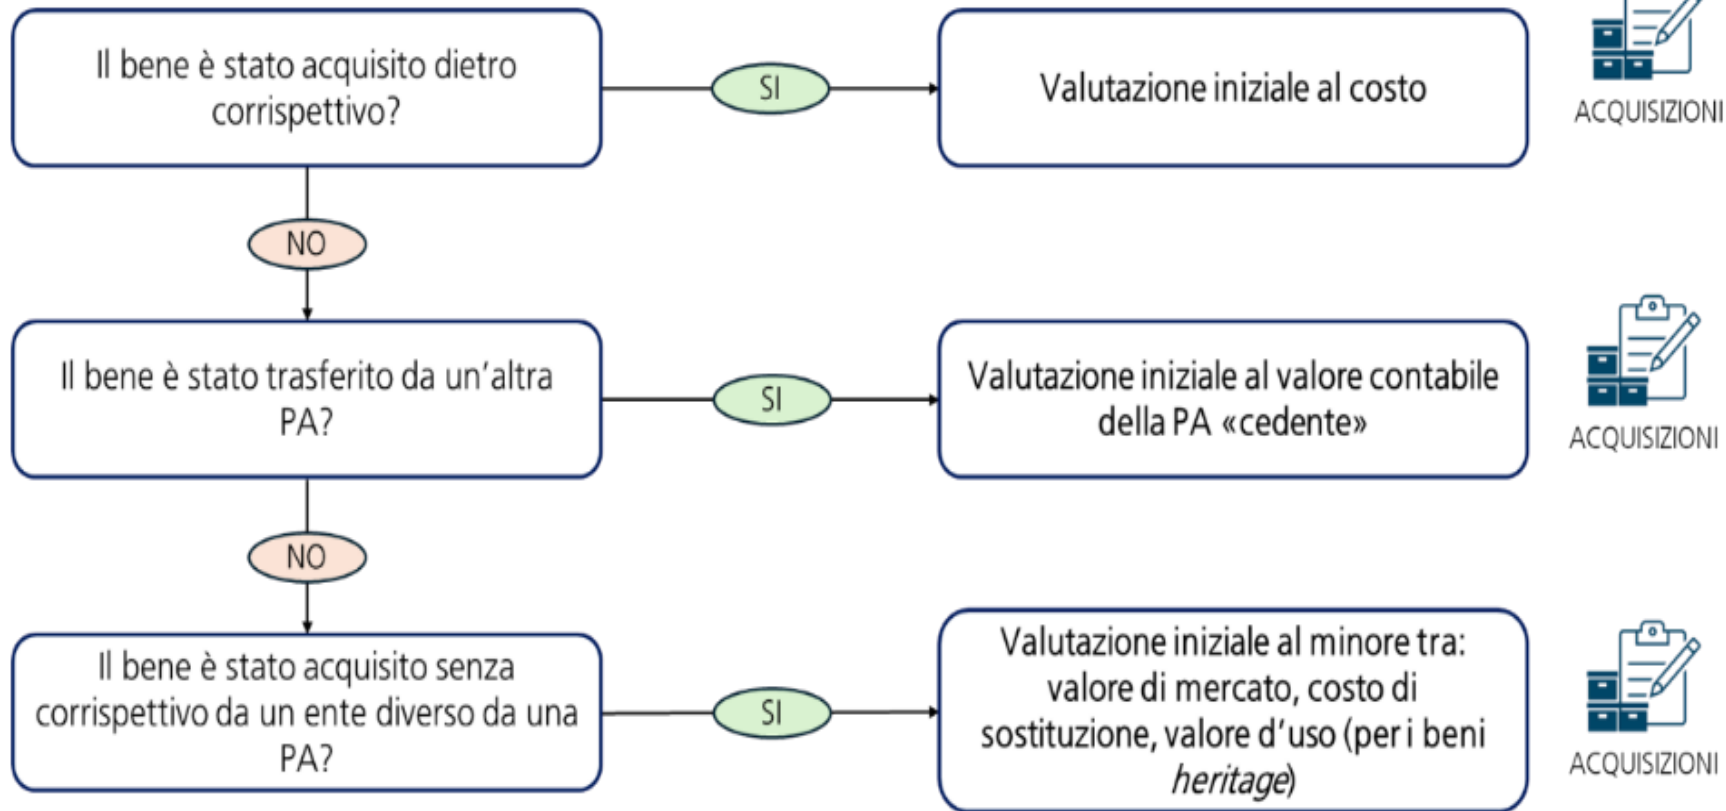 Il bene è stato acquisito dietro
corrispettivo?
SI
Valutazione iniziale al costo
ACQUISIZIONI
NO
Il bene è stato trasferito da un’altra
PA?
SI
Valutazione iniziale al valore contabile
della PA «cedente»
ACQUISIZIONI
NO
Il bene è stato acquisito senza
corrispettivo da un ente diverso da una
PA?
SI
Valutazione iniziale al minore tra:
valore di mercato, costo di
sostituzione, valore d’uso (per i beni
heritage)
ACQUISIZIONI